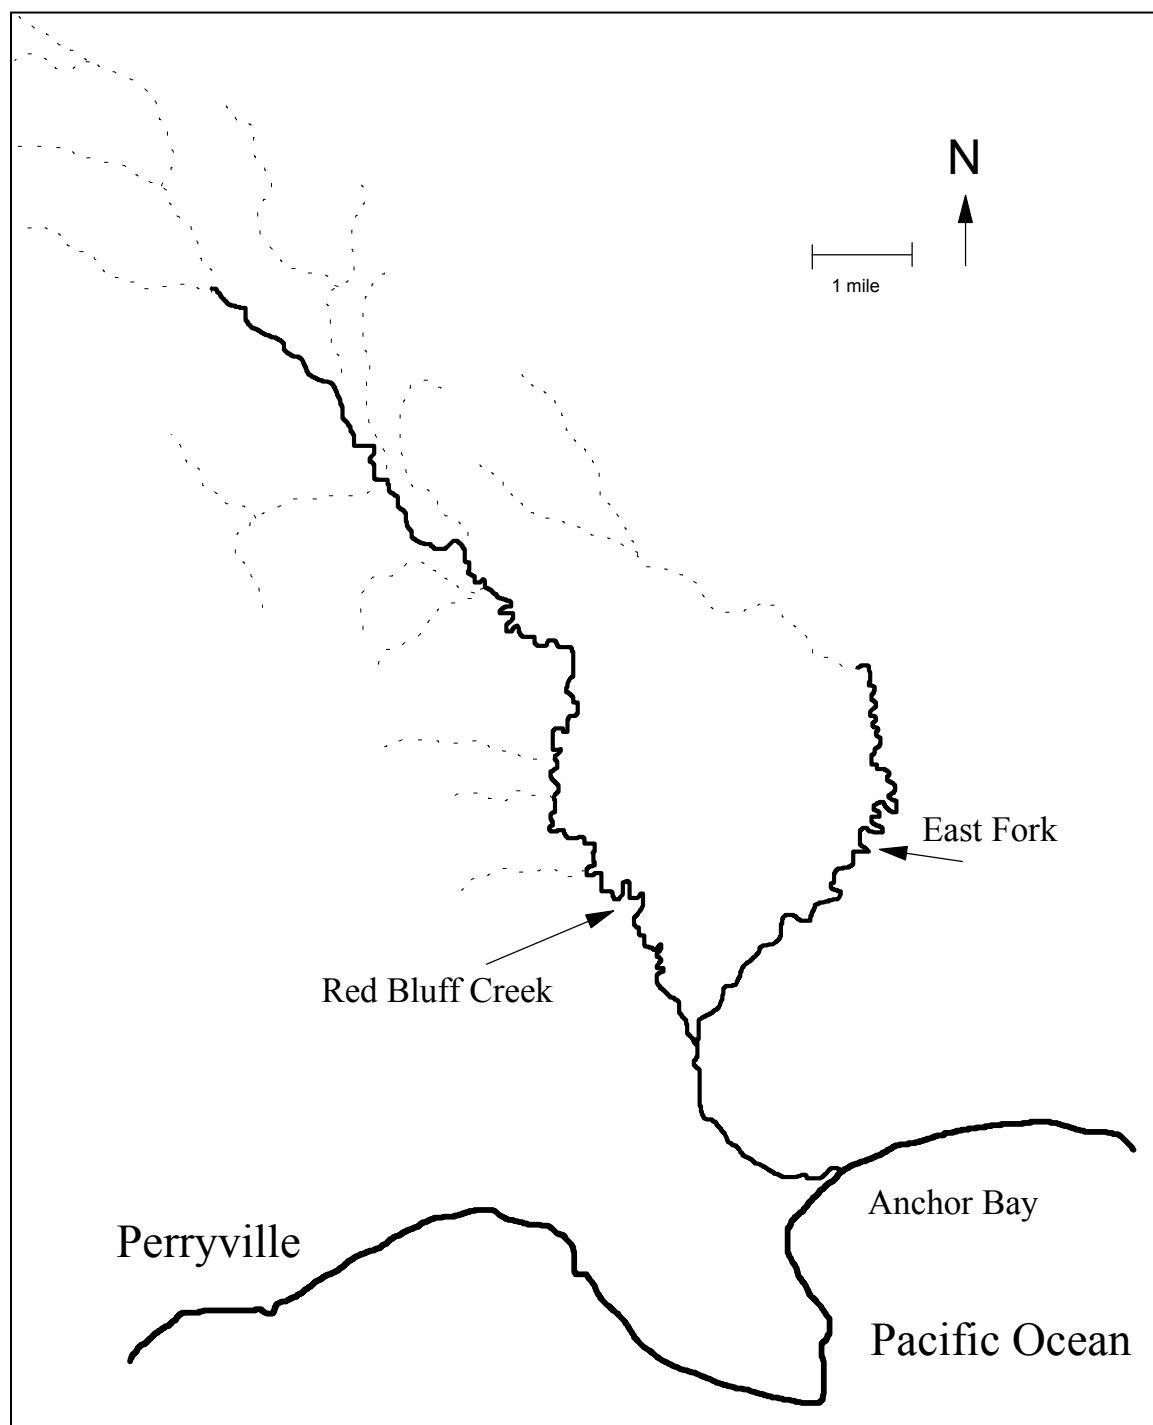 N
1 mile
East Fork
Red Bluff Creek
Anchor Bay
Perryville
Pacific Ocean